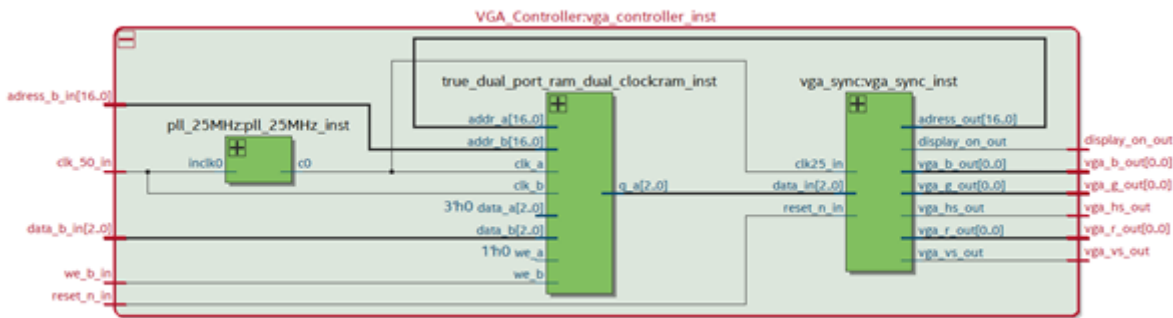 VGA_Controller:vga_controller_inst
true_dual_port_ram_dual_clock:ram_inst
vga_sync:vga_sync_inst
adress_b_in[16..0]
pll_25MHz:pll_25MHz_inst
addr_a[16..0]
adress_out[16..0]
addr_b[16..0]
display_on_out
display_on_out
clk_50_in
inclk0
c0
clk_a
clk25_in
vga_b_out[0..0]
vga_b_out[0..0]
clk_b
q_a[2..0]
data_in[2..0]
vga_g_out[0..0]
vga_g_out[0..0]
3'h0 data_a[2..0]
reset_n_in
vga_hs_out
vga_hs_out
data_b_in[2..0]
data_b[2..0]
vga_r_out[0..0]
vga_r_out[0..0]
1'h0 we_a
vga_vs_out
vga_vs_out
we_b_in
we_b
reset_n_in